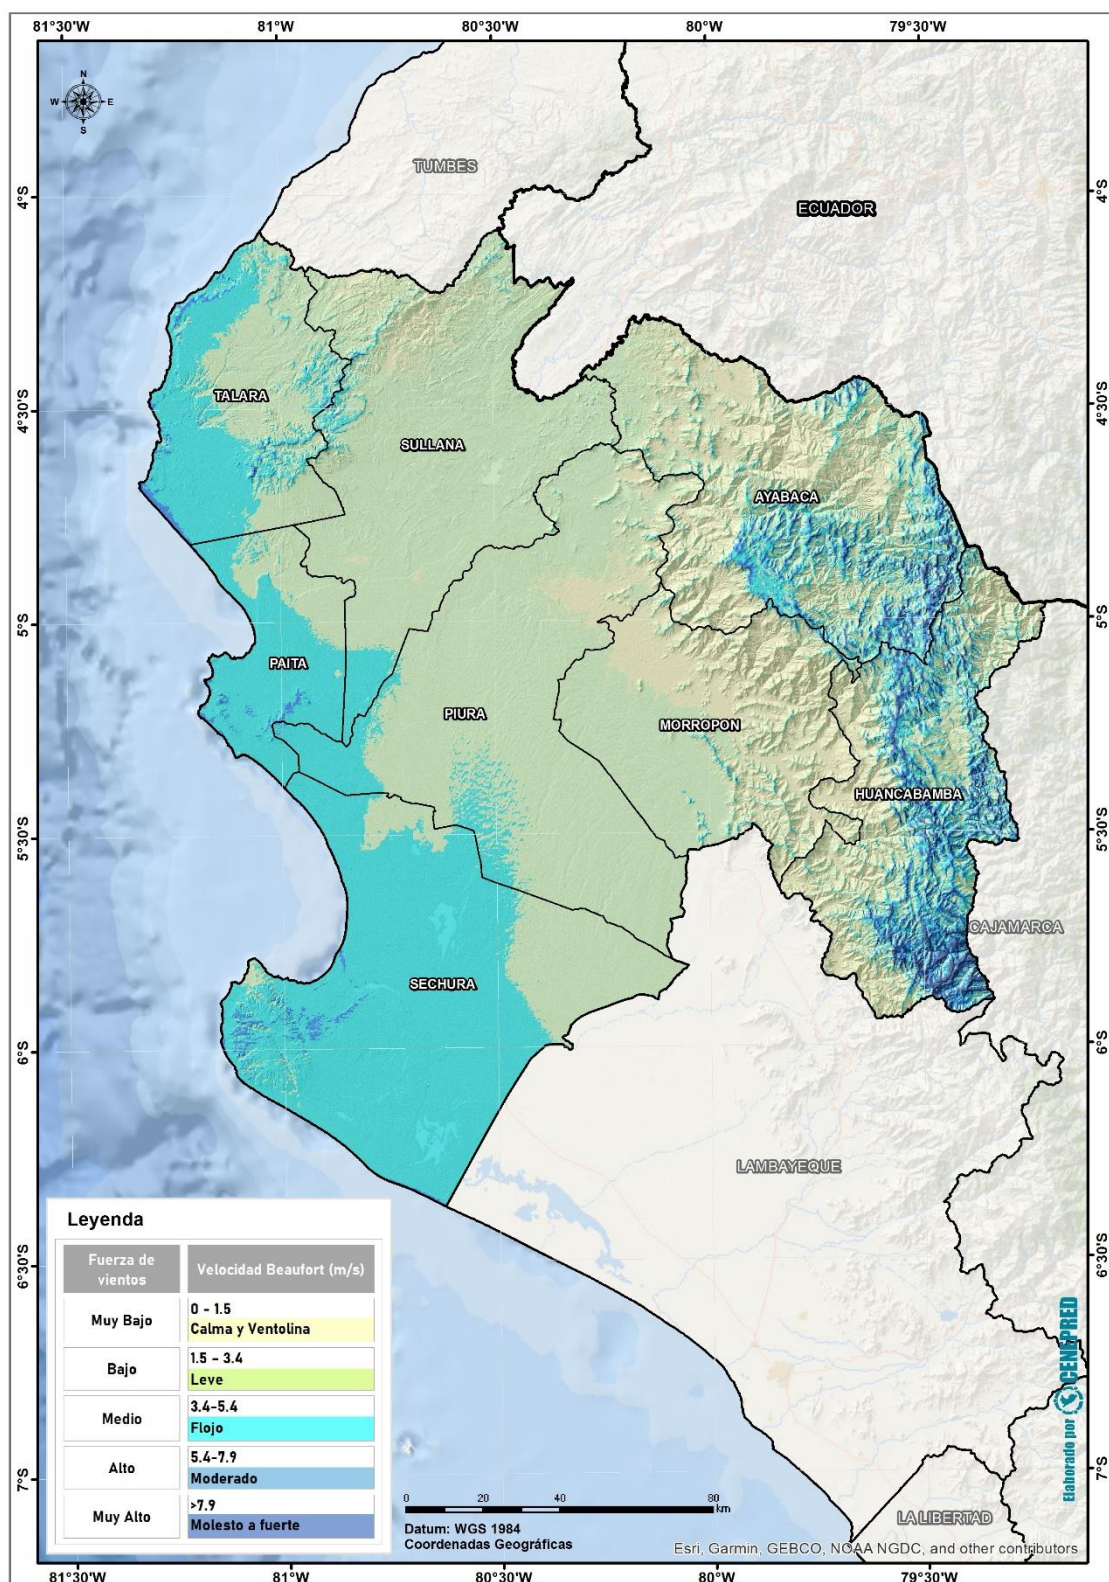 81°30'W 81°W 80°30'W 80°W 79°30'W
N
W E
S
TUMBES
4°S 4°S
ECUADOR
TALARA
4°30'S 4°30'S
SULLANA
AYABACA
5°S 5°S
PAITA
PIURA
MORROPON
HUANCABAMBA
5°30'S 5°30'S
CAJAMARCA
SECHURA
6°S 6°S
LAMBAYEQUE
6°30'S 6°30'S
7°S 7°S
LA LIBERTAD
Leyenda
Fuerza de vientos
Velocidad Beaufort (m/s)
Muy Bajo
0 - 1.5
Calma y Ventolina
Bajo
1.5 - 3.4
Leve
Medio
3.4-5.4
Flojo
Alto
5.4-7.9
Moderado
Muy Alto
>7.9
Molesto a fuerte
0 20 40 80
km
Datum: WGS 1984
Coordenadas Geográficas
Elaborado por CENEPRED
Esri, Garmin, GEBCO, NOAA NGDC, and other contributors
81°30'W 81°W 80°30'W 80°W 79°30'W